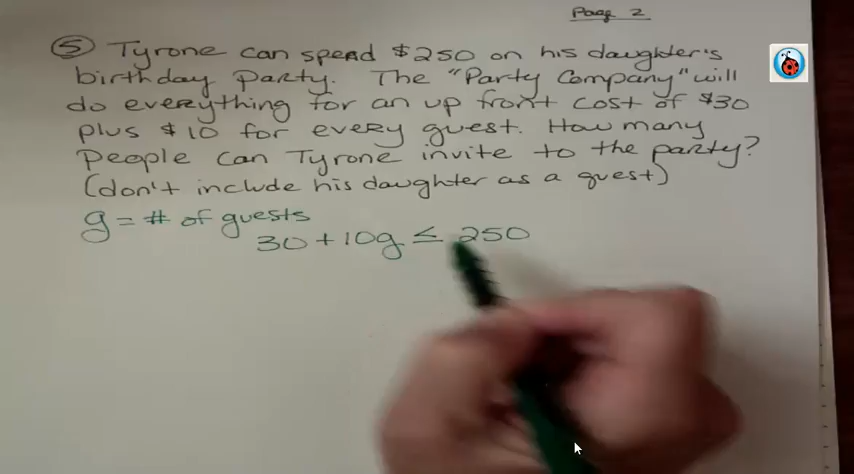 Page 2
⑤ Tyrone can spend $250 on his daughter's
birthday party. The "Party Company" will
do everything for an up front cost of $30
plus $10 for every guest. How many
People can Tyrone invite to the party?
(don't include his daughter as a guest)
g = # of guests
30 + 10g ≤ 250